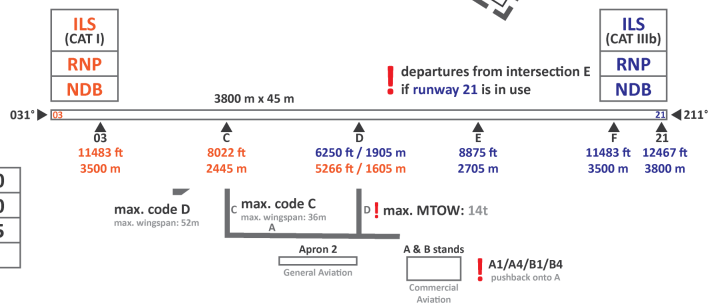 ILS
(CAT I)
RNP
NDB
ILS
(CAT IIIb)
RNP
NDB
! departures from intersection E
if runway 21 is in use
3800 m x 45 m
031°
03
21
211°
03
C
D
E
F
21
11483 ft
3500 m
8022 ft
2445 m
6250 ft / 1905 m
5266 ft / 1605 m
8875 ft
2705 m
11483 ft
3500 m
12467 ft
3800 m
0
0
5
max. code D
max. wingspan: 52m
C
max. code C
max. wingspan: 36m
A
D
! max. MTOW: 14t
Apron 2
General Aviation
A & B stands
Commercial
Aviation
! A1/A4/B1/B4
pushback onto A